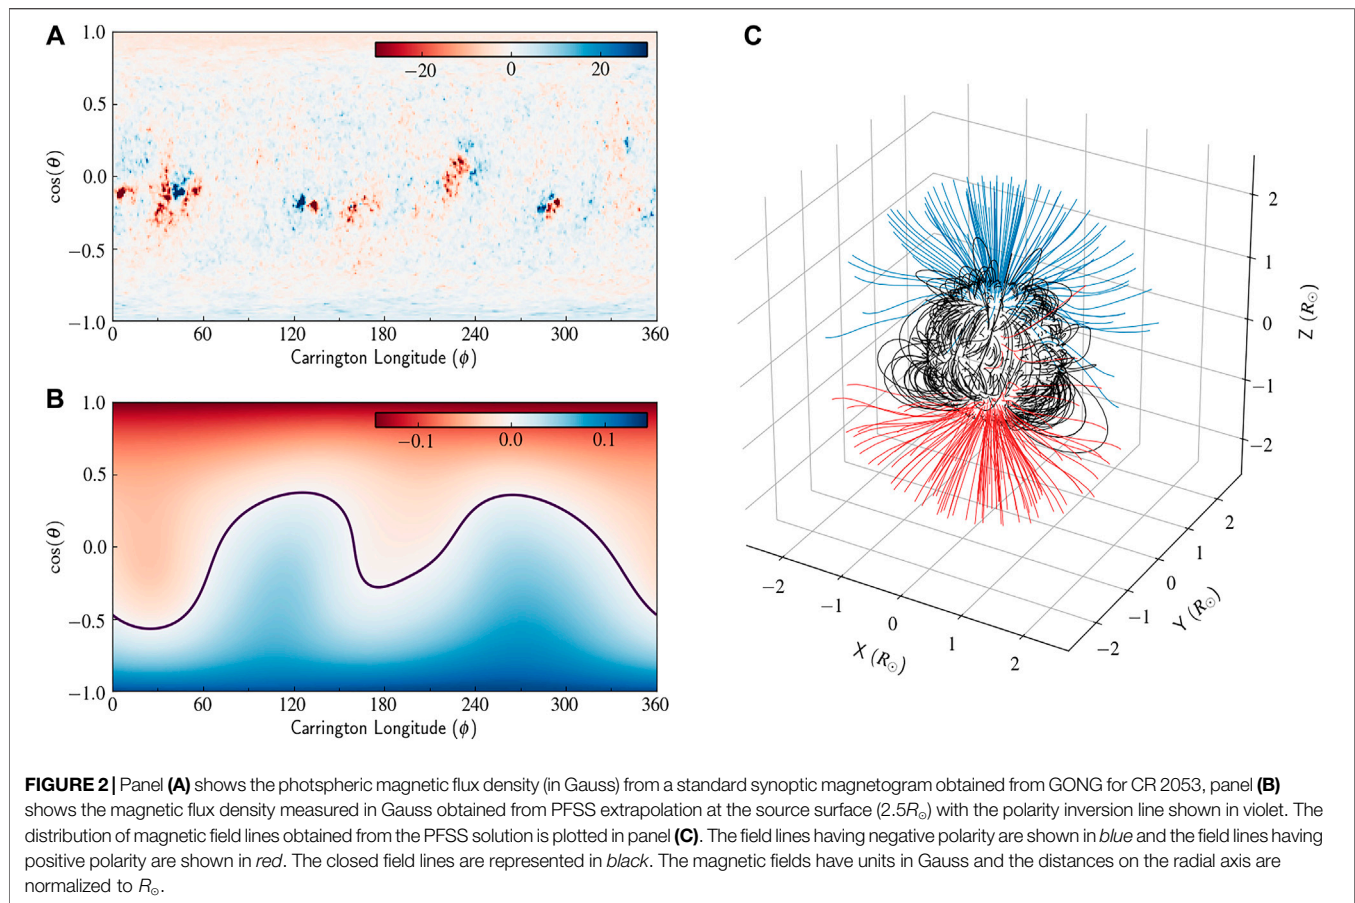 A
1.0
0.5
0.0
−0.5
−1.0
cos(θ)
−20 0 20
0 60 120 180 240 300 360
Carrington Longitude (ϕ)
B
1.0
0.5
0.0
−0.5
−1.0
cos(θ)
−0.1 0.0 0.1
0 60 120 180 240 300 360
Carrington Longitude (ϕ)
C
2
1
0
−1
−2
Z (R☉)
−2 −1 0 1 2
X (R☉)
2
1
0
−1
−2
Y (R☉)
FIGURE 2 | Panel (A) shows the photspheric magnetic flux density (in Gauss) from a standard synoptic magnetogram obtained from GONG for CR 2053, panel (B)
shows the magnetic flux density measured in Gauss obtained from PFSS extrapolation at the source surface (2.5R☉) with the polarity inversion line shown in violet. The
distribution of magnetic field lines obtained from the PFSS solution is plotted in panel (C). The field lines having negative polarity are shown in blue and the field lines having
positive polarity are shown in red. The closed field lines are represented in black. The magnetic fields have units in Gauss and the distances on the radial axis are
normalized to R☉.